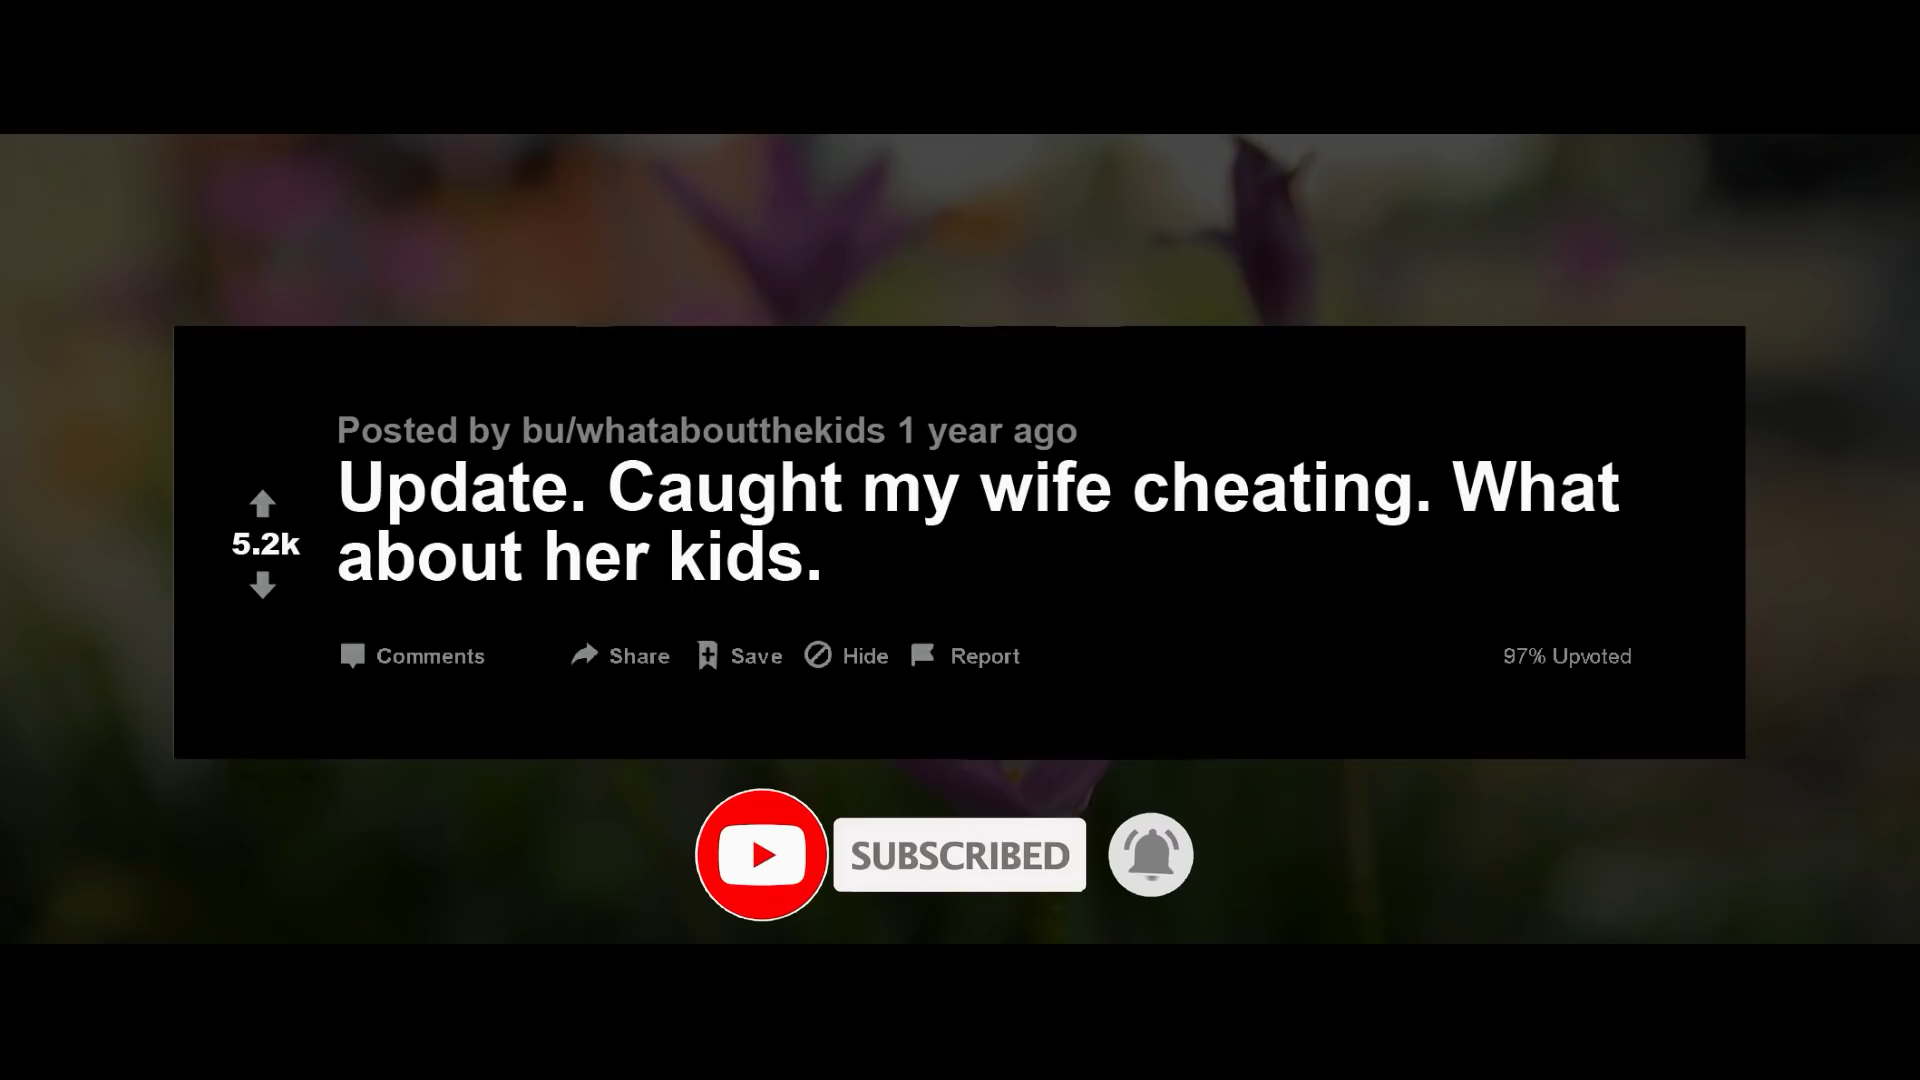 Posted by bu/whataboutthekids 1 year ago
Update. Caught my wife cheating. What
about her kids.
5.2k
Comments Share Save Hide Report 97% Upvoted
SUBSCRIBED